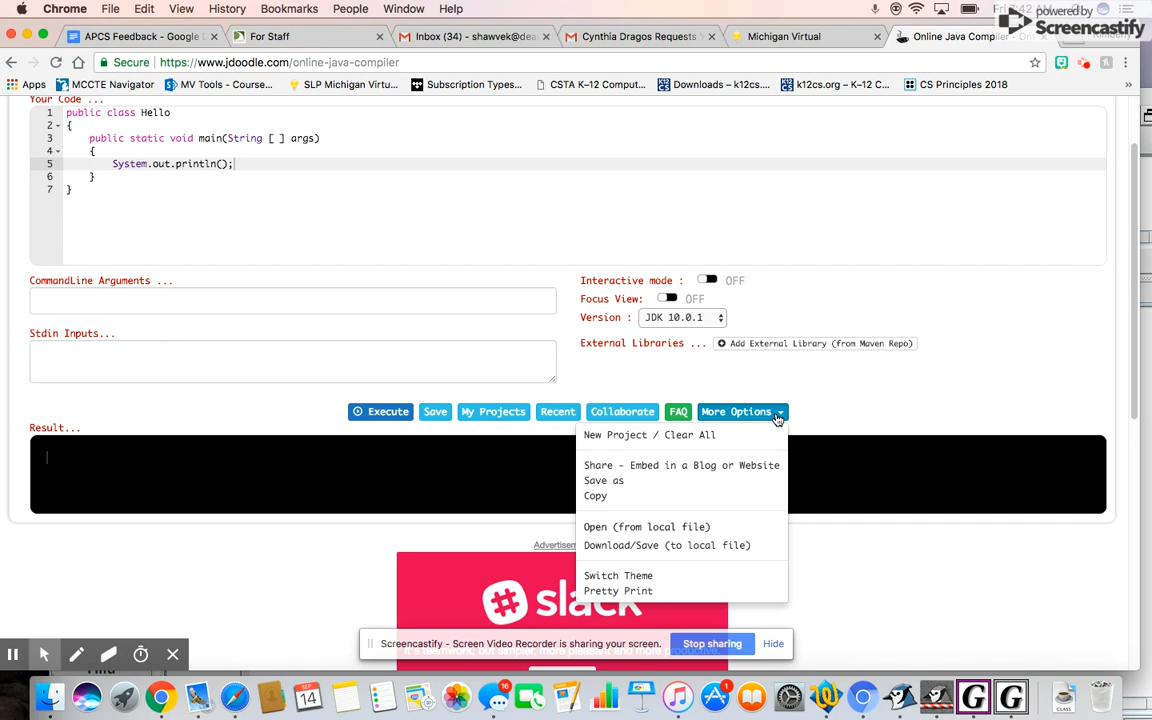 Chrome File Edit View History Bookmarks People Window Help
powered by
Screencastify
APCS Feedback - Google D
For Staff
Inbox (34) - shawvek@dea
Cynthia Dragos Requests Y
Michigan Virtual
Online Java Compiler - On
Secure | https://www.jdoodle.com/online-java-compiler
Apps MCCTE Navigator MV Tools - Course... SLP Michigan Virtu... Subscription Types... CSTA K–12 Comput... Downloads – k12cs.... k12cs.org – K–12 C... CS Principles 2018 »
Your Code ...
1 public class Hello
2 {
3 public static void main(String [ ] args)
4 {
5 System.out.println();
6 }
7 }
CommandLine Arguments ...
Interactive mode : OFF
Focus View: OFF
Version : JDK 10.0.1
Stdin Inputs...
External Libraries ... Add External Library (from Maven Repo)
Execute Save My Projects Recent Collaborate FAQ More Options
Result...
New Project / Clear All
Share - Embed in a Blog or Website
Save as
Copy
Open (from local file)
Download/Save (to local file)
Switch Theme
Pretty Print
slack
Screencastify - Screen Video Recorder is sharing your screen. Stop sharing Hide
SEP
14
16
1
10
G G
CLASS